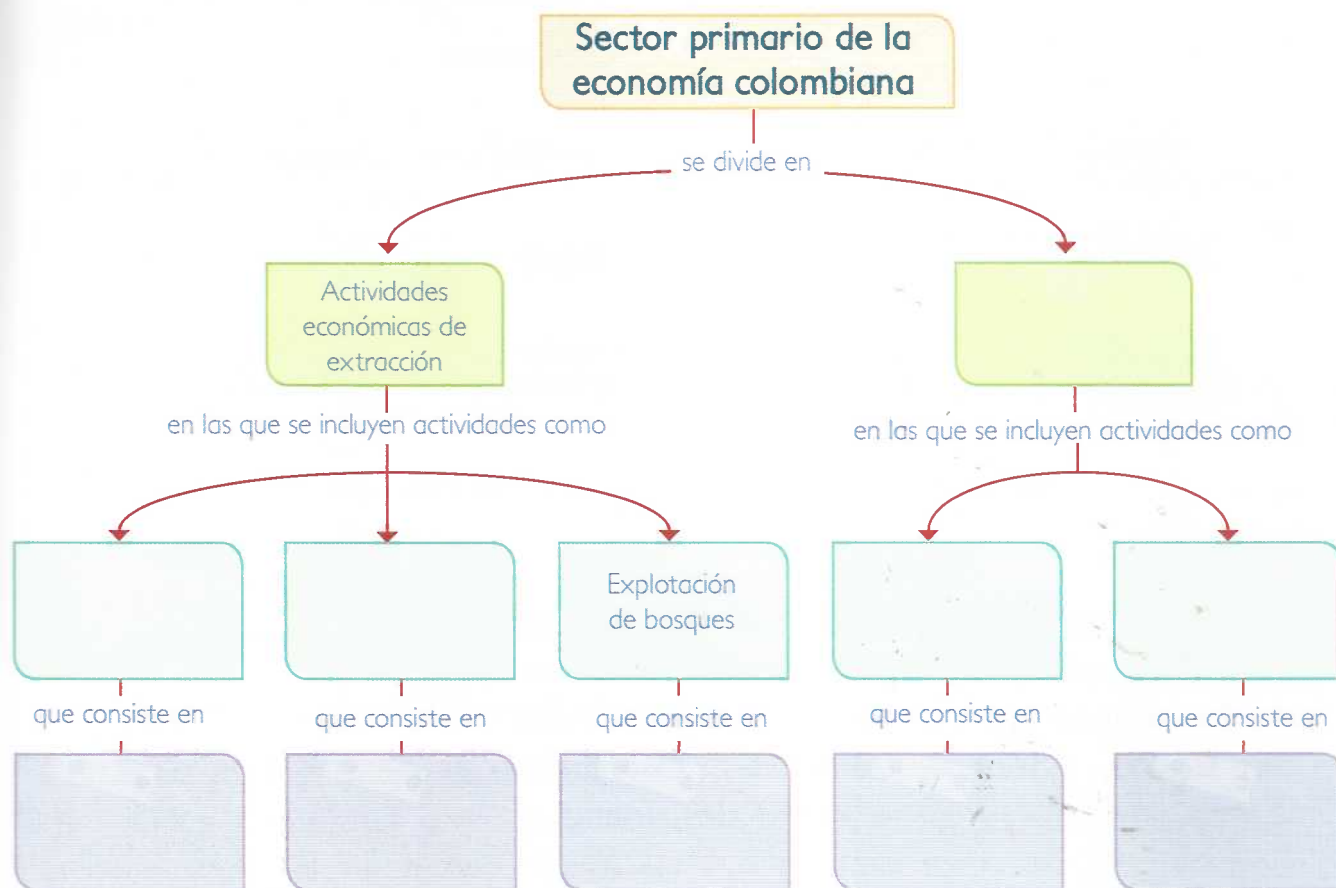 Sector primario de la
economía colombiana
se divide en
Actividades
económicas de
extracción
en las que se incluyen actividades como
en las que se incluyen actividades como
Explotación
de bosques
que consiste en
que consiste en
que consiste en
que consiste en
que consiste en